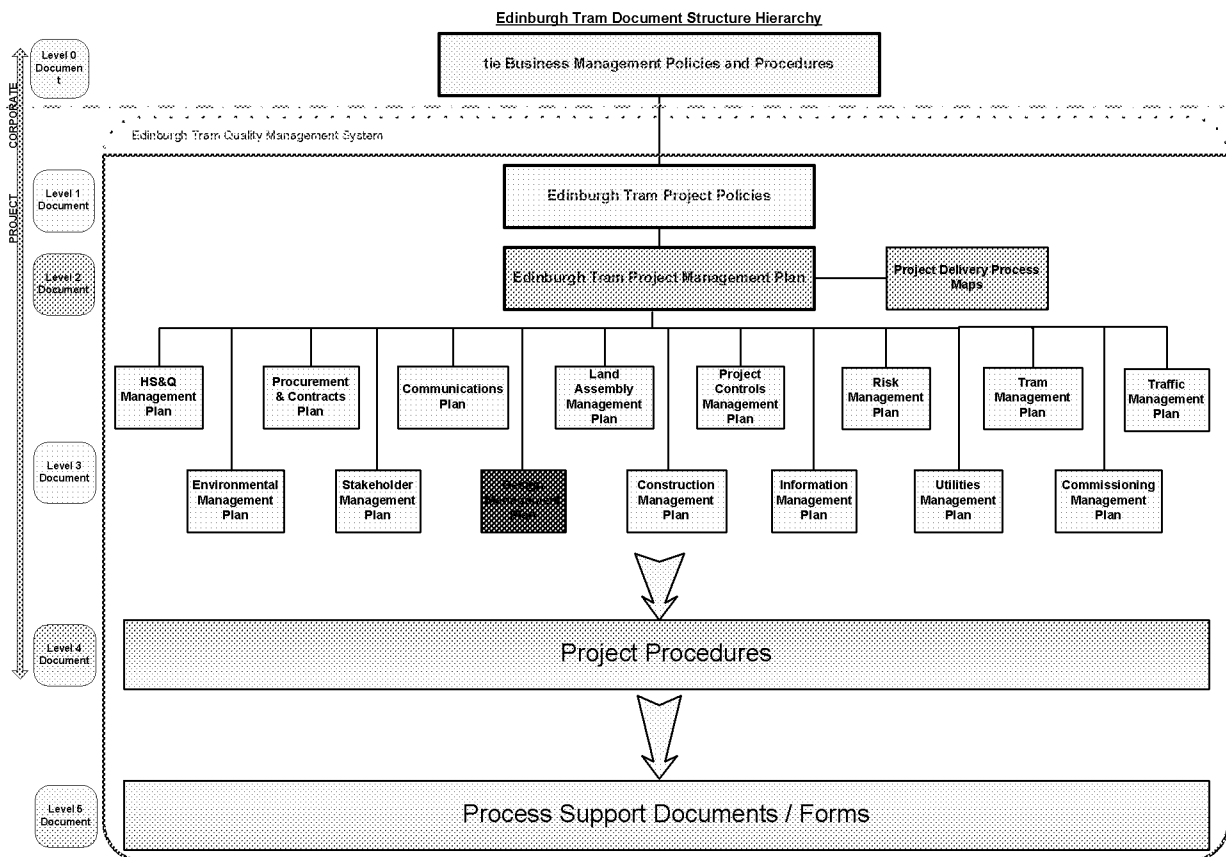 Edinburgh Tram Document Structure Hierarchy
Level 0
Documen
t
tie Business Management Policies and Procedures
CORPORATE
Edinburgh Tram Quality Management System
PROJECT
Level 1
Document
Edinburgh Tram Project Policies
Level 2
Document
Edinburgh Tram Project Management Plan
Project Delivery Process
Maps
HS&Q
Management
Plan
Procurement
& Contracts
Plan
Communications
Plan
Land
Assembly
Management
Plan
Project
Controls
Management
Plan
Risk
Management
Plan
Tram
Management
Plan
Traffic
Management
Plan
Level 3
Document
Environmental
Management
Plan
Stakeholder
Management
Plan
Management
Plan
Construction
Management
Plan
Information
Management
Plan
Utilities
Management
Plan
Commissioning
Management
Plan
Level 4
Document
Project Procedures
Level 5
Document
Process Support Documents / Forms